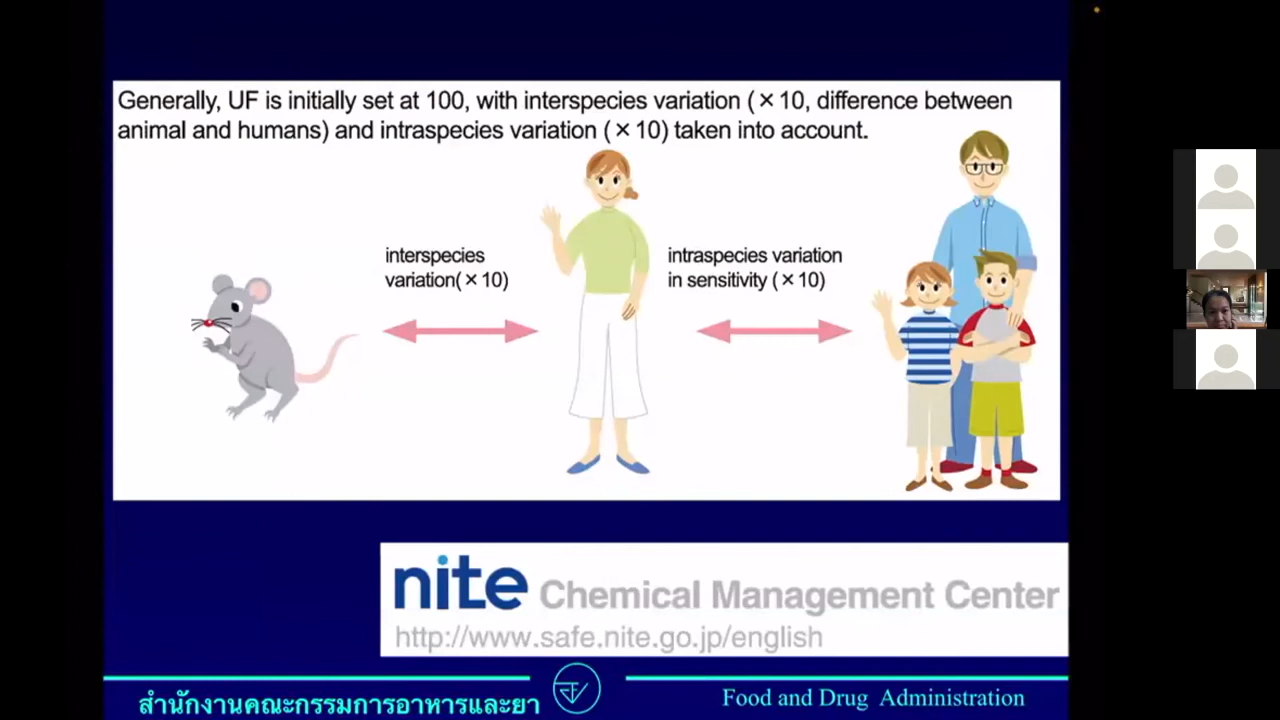 Generally, UF is initially set at 100, with interspecies variation (×10, difference between
animal and humans) and intraspecies variation (×10) taken into account.
interspecies
variation(×10)
intraspecies variation
in sensitivity (×10)
nite Chemical Management Center
http://www.safe.nite.go.jp/english
สำนักงานคณะกรรมการอาหารและยา
Food and Drug Administration